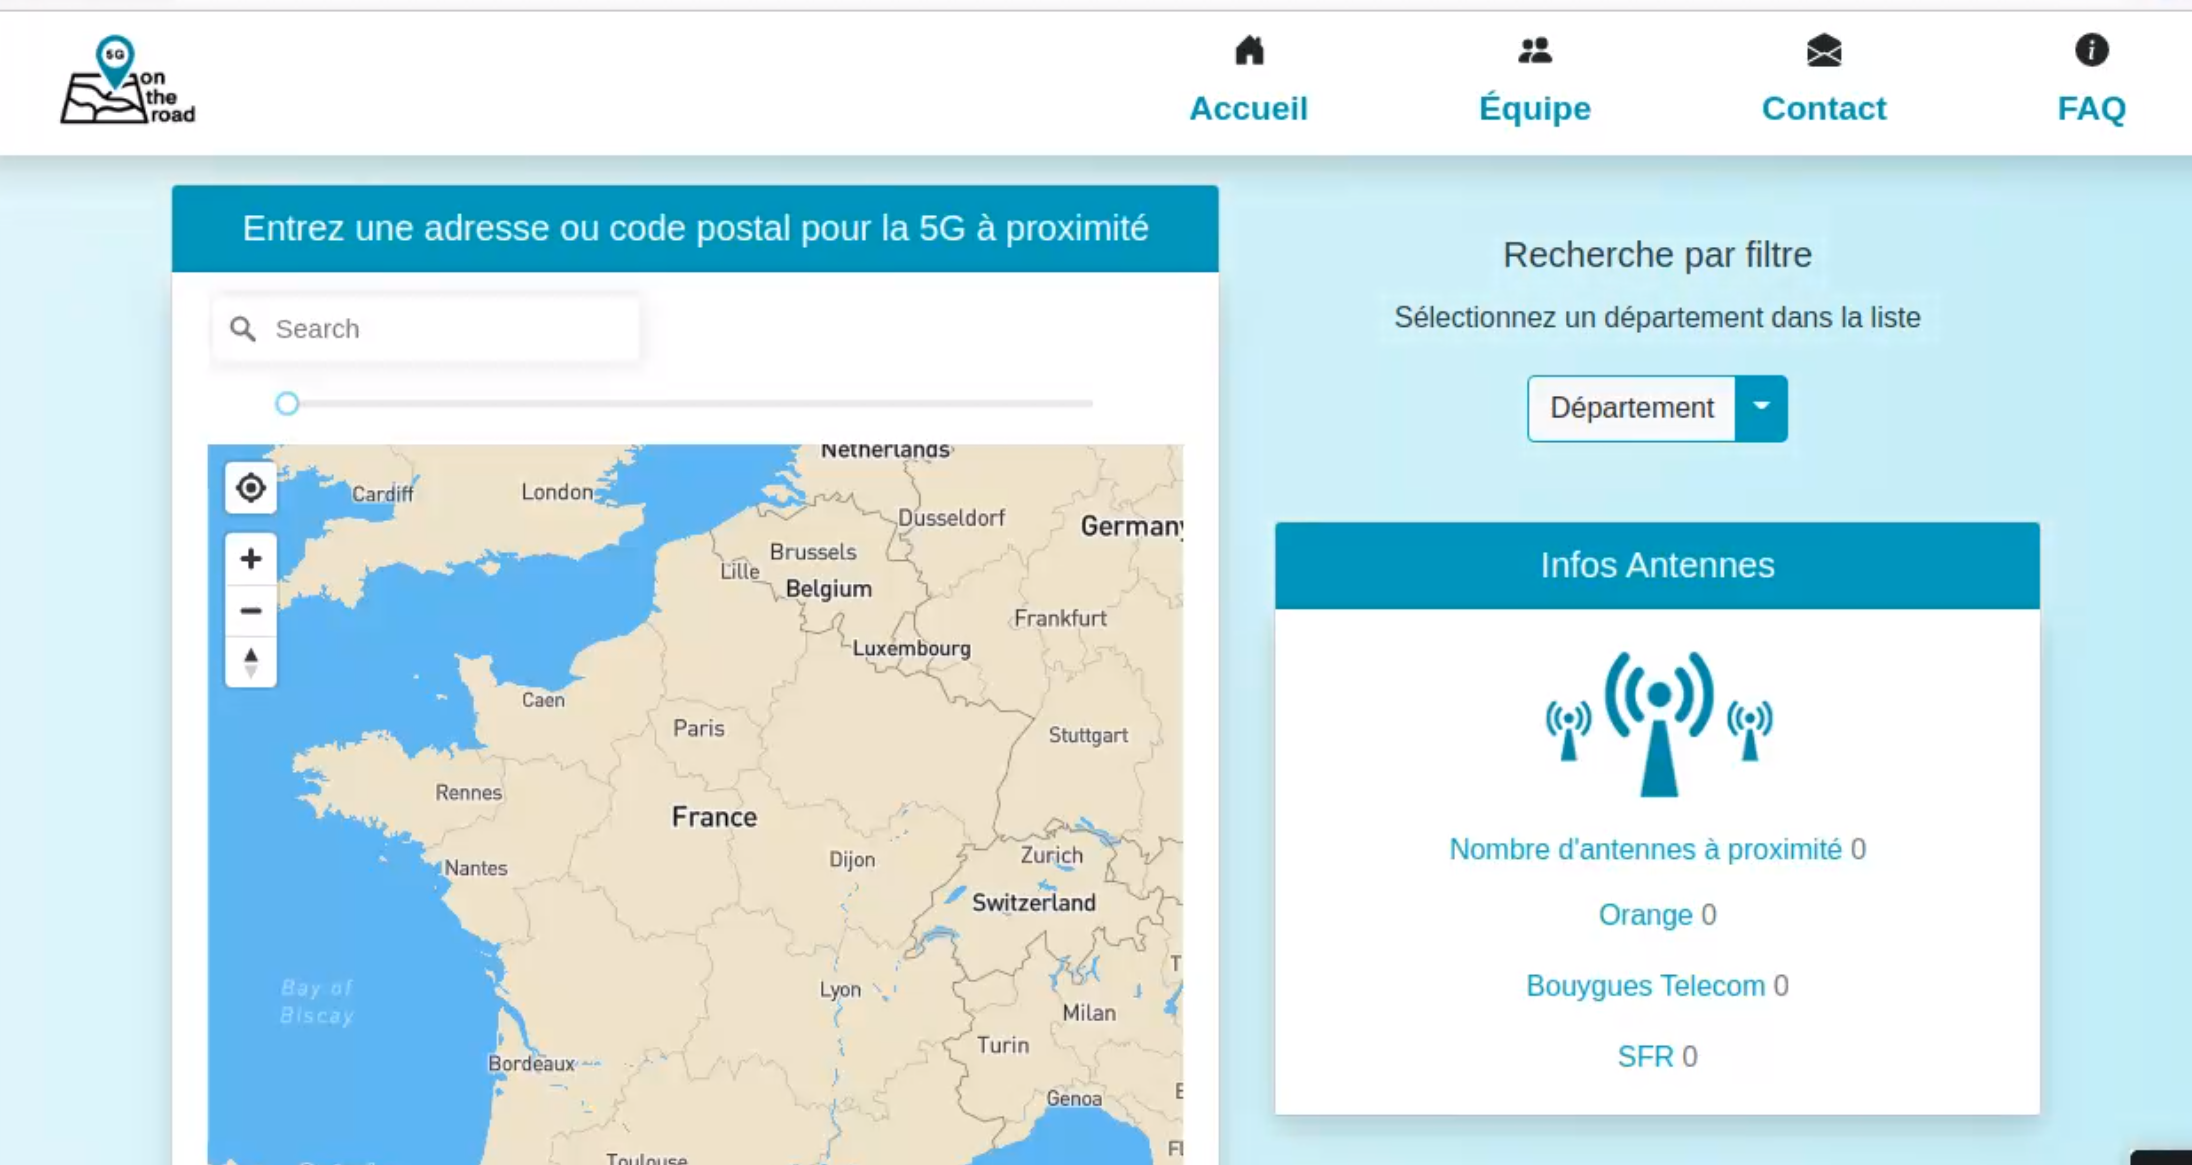 5G
on
the
road
Accueil
Équipe
Contact
FAQ
Entrez une adresse ou code postal pour la 5G à proximité
Search
Recherche par filtre
Sélectionnez un département dans la liste
Département
Netherlands
Cardiff
London
Dusseldorf
Germany
Brussels
Lille
Belgium
Frankfurt
Luxembourg
Caen
Paris
Stuttgart
Rennes
France
Nantes
Dijon
Zurich
Switzerland
Bay of
Biscay
Lyon
T
Milan
Turin
Bordeaux
E
Genoa
Fl
Toulouse
Infos Antennes
Nombre d'antennes à proximité 0
Orange 0
Bouygues Telecom 0
SFR 0